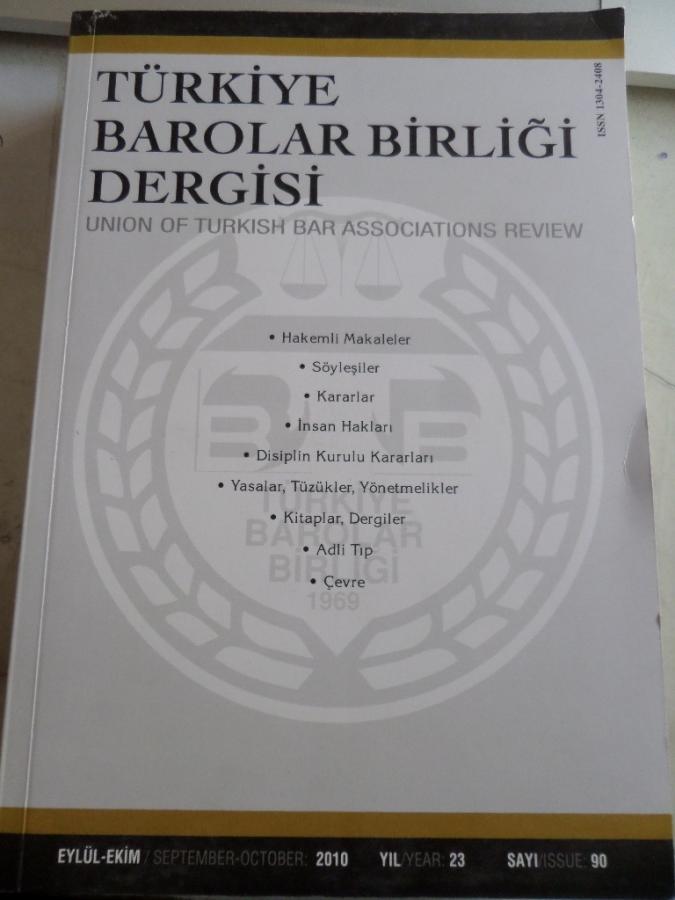 TÜRKİYE
BAROLAR BİRLİĞİ
DERGİSİ
UNION OF TURKISH BAR ASSOCIATIONS REVIEW
ISSN 1304-2408
• Hakemli Makaleler
• Söyleşiler
• Kararlar
• İnsan Hakları
• Disiplin Kurulu Kararları
• Yasalar, Tüzükler, Yönetmelikler
• Kitaplar, Dergiler
• Adli Tıp
• Çevre
TÜRKİYE
BAROLAR
BİRLİĞİ
1969
EYLÜL-EKİM / SEPTEMBER-OCTOBER: 2010 YIL/YEAR: 23 SAYI/ISSUE: 90